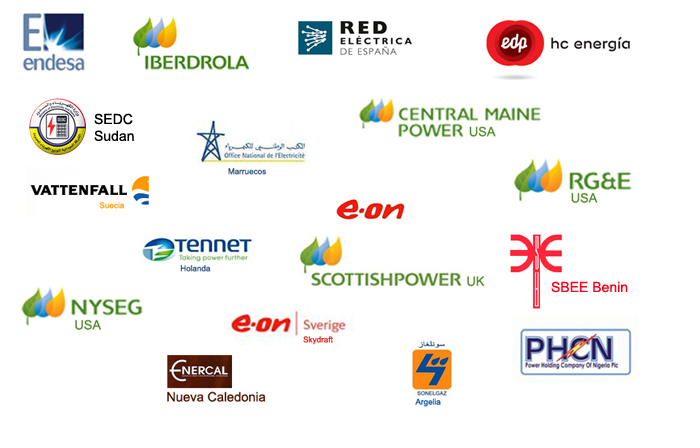 E
endesa
IBERDROLA
RED
ELÉCTRICA
DE ESPAÑA
edp hc energía
SEDC
Sudan
المكتب الوطني للكهرباء
Office National de l'Electricité
Marruecos
CENTRAL MAINE
POWER USA
VATTENFALL
Suecia
e·on
RG&E
USA
TENNET
Taking power further
Holanda
SCOTTISHPOWER UK
SBEE Benin
NYSEG
USA
e·on Sverige
Skydraft
ENERCAL
Nueva Caledonia
سونلغاز
SONELGAZ
Argelia
PHCN
Power Holding Company Of Nigeria Plc